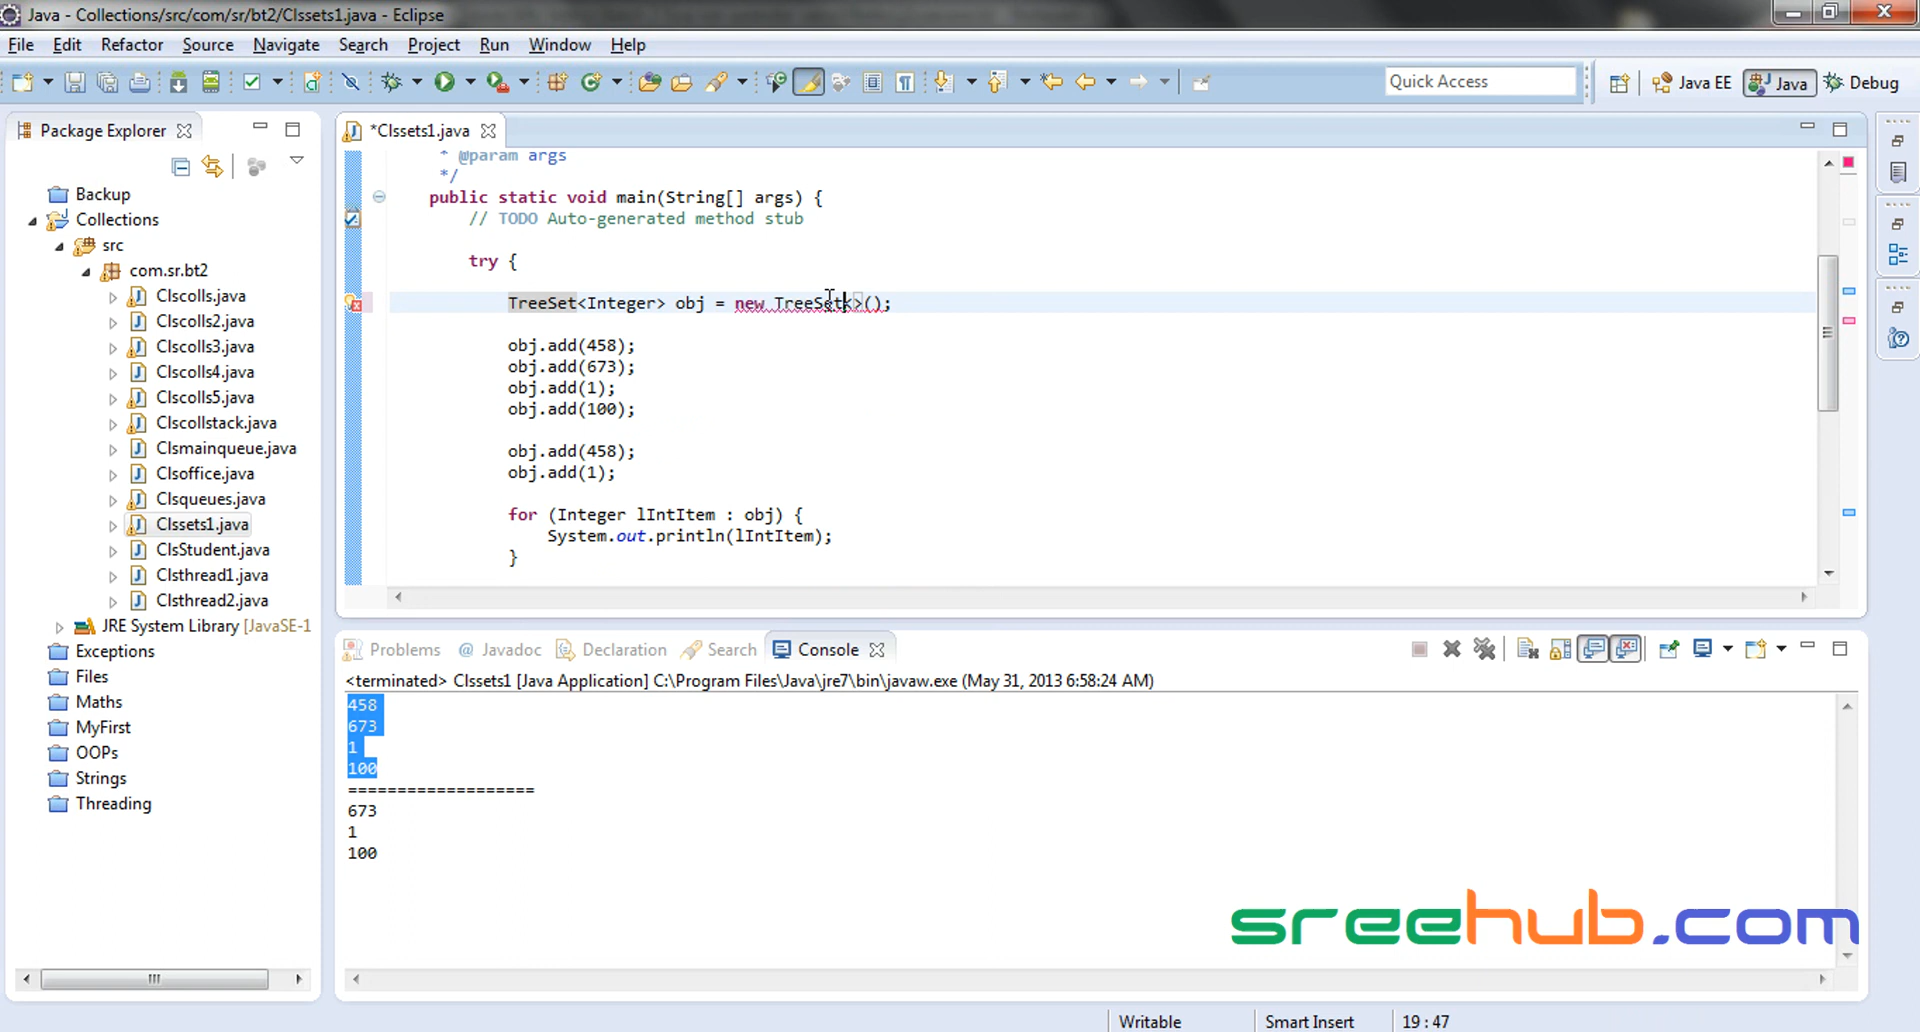 Java - Collections/src/com/sr/bt2/Clssets1.java - Eclipse
File Edit Refactor Source Navigate Search Project Run Window Help
Quick Access Java EE Java Debug
Package Explorer
Backup
Collections
src
com.sr.bt2
Clscolls.java
Clscolls2.java
Clscolls3.java
Clscolls4.java
Clscolls5.java
Clscollstack.java
Clsmainqueue.java
Clsoffice.java
Clsqueues.java
Clssets1.java
ClsStudent.java
Clsthread1.java
Clsthread2.java
JRE System Library [JavaSE-1
Exceptions
Files
Maths
MyFirst
OOPs
Strings
Threading
*Clssets1.java
* @param args
*/
public static void main(String[] args) {
// TODO Auto-generated method stub
try {
TreeSet<Integer> obj = new TreeSet<>();
obj.add(458);
obj.add(673);
obj.add(1);
obj.add(100);
obj.add(458);
obj.add(1);
for (Integer lIntItem : obj) {
System.out.println(lIntItem);
}
Problems @ Javadoc Declaration Search Console
<terminated> Clssets1 [Java Application] C:\Program Files\Java\jre7\bin\javaw.exe (May 31, 2013 6:58:24 AM)
458
673
1
100
===================
673
1
100
sreehub.com
Writable Smart Insert 19 : 47